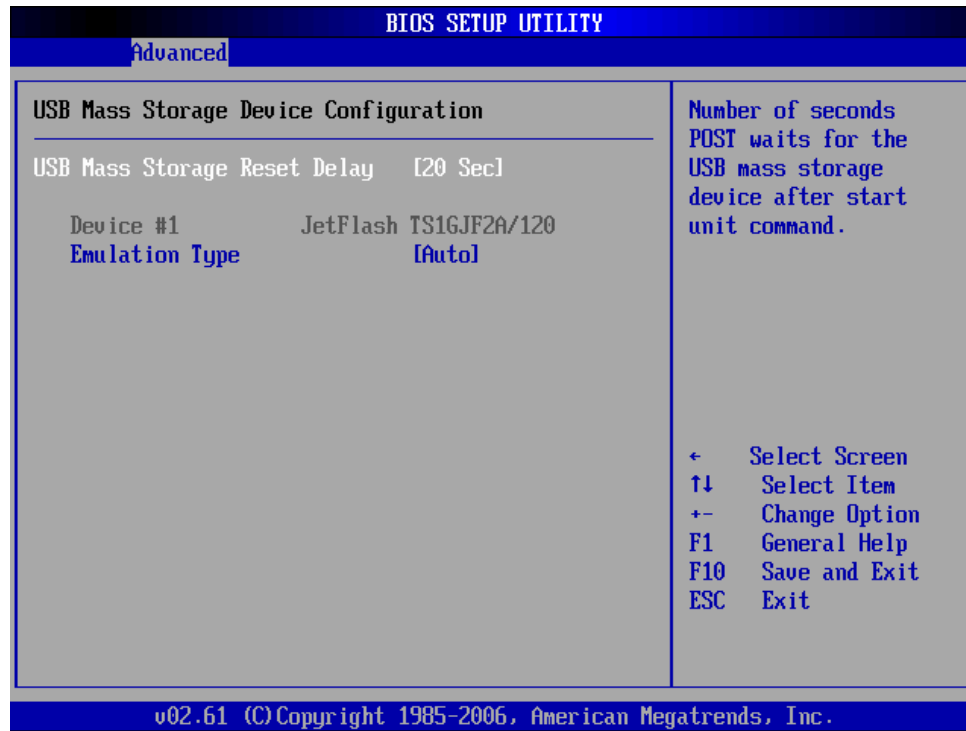 BIOS SETUP UTILITY
Advanced
USB Mass Storage Device Configuration
USB Mass Storage Reset Delay [20 Sec]
Device #1 JetFlash TS1GJF2A/120
Emulation Type [Auto]
Number of seconds
POST waits for the
USB mass storage
device after start
unit command.
← Select Screen
↑↓ Select Item
+- Change Option
F1 General Help
F10 Save and Exit
ESC Exit
v02.61 (C)Copyright 1985-2006, American Megatrends, Inc.